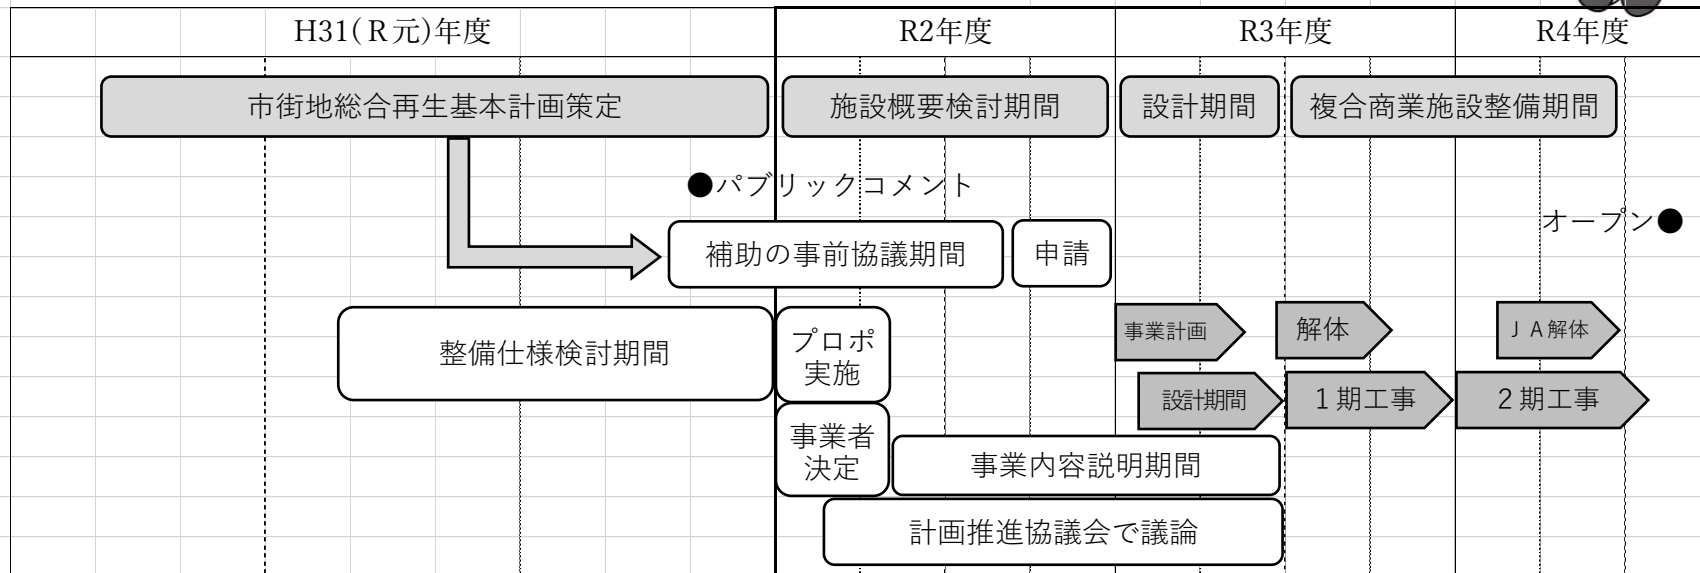 H31(Ｒ元)年度
R2年度
R3年度
R4年度
市街地総合再生基本計画策定
施設概要検討期間
設計期間
複合商業施設整備期間
●パブリックコメント
オープン●
補助の事前協議期間
申請
整備仕様検討期間
プロポ
実施
事業計画
解体
ＪＡ解体
設計期間
１期工事
２期工事
事業者
決定
事業内容説明期間
計画推進協議会で議論